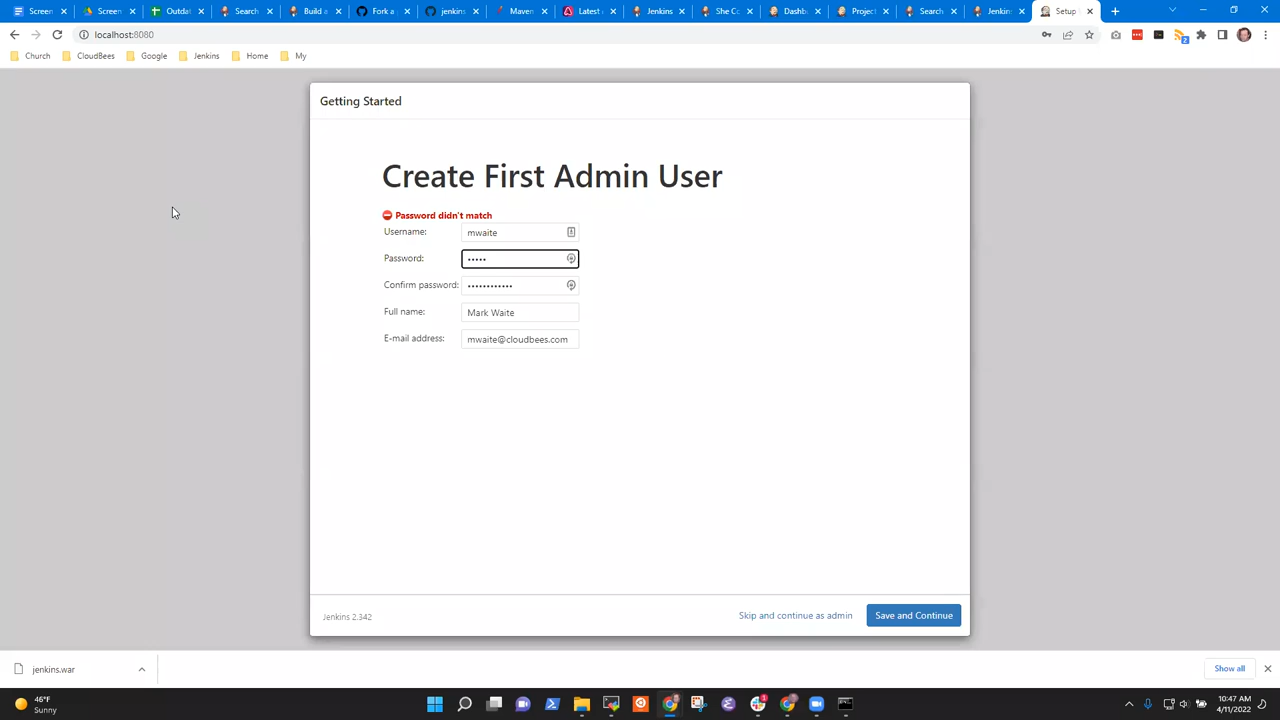 Screen
Screen
Outda
Search
Build a
Fork a
jenkins
Maven
Latest
Jenkins
She Co
Dashb
Project
Search
Jenkin
Setup
localhost:8080
Church
CloudBees
Google
Jenkins
Home
My
Getting Started
Create First Admin User
Password didn't match
Username: mwaite
Password: •••••
Confirm password: ••••••••••••
Full name: Mark Waite
E-mail address: mwaite@cloudbees.com
Jenkins 2.342
Skip and continue as admin
Save and Continue
jenkins.war
Show all
46°F
Sunny
10:47 AM
4/11/2022